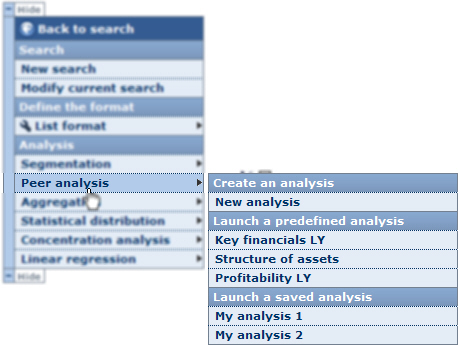 Hide
Back to search
Search
New search
Modify current search
Define the format
List format
Analysis
Segmentation
Peer analysis
Statistical distribution
Concentration analysis
Linear regression
Hide
Create an analysis
New analysis
Launch a predefined analysis
Key financials LY
Structure of assets
Profitability LY
Launch a saved analysis
My analysis 1
My analysis 2